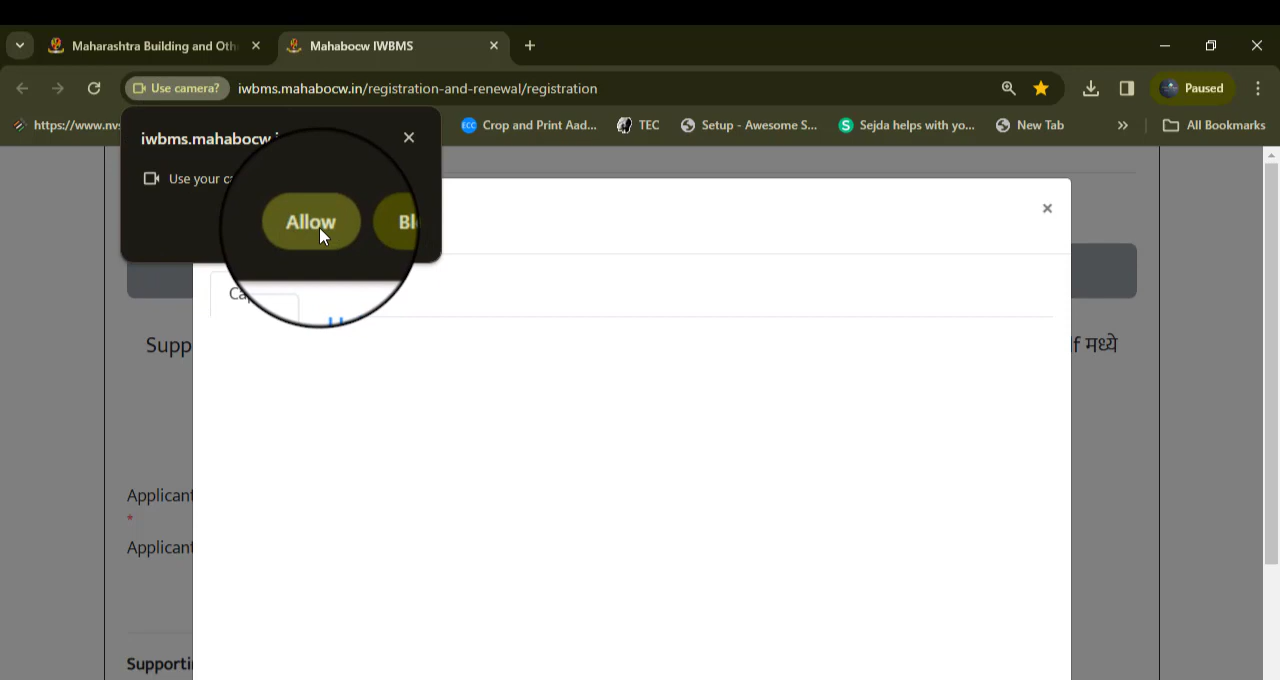 Maharashtra Building and Oth
Mahabocw IWBMS
Use camera?
iwbms.mahabocw.in/registration-and-renewal/registration
Paused
https://www.nvs
Crop and Print Aad...
TEC
Setup - Awesome S...
Sejda helps with yo...
New Tab
»
All Bookmarks
iwbms.mahabocw.i
Use your ca
Allow
Bl
Ca
Supp
f मध्ये
Applicant
*
Applicant
Supporti